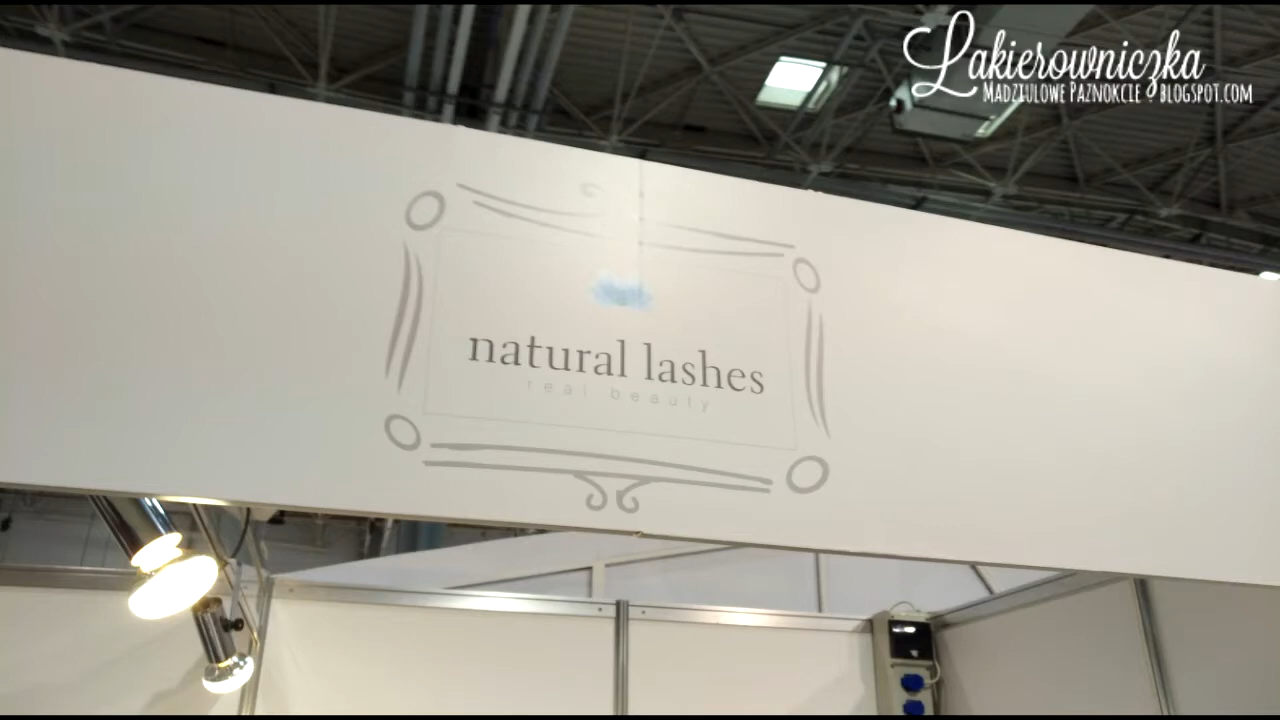 Lakierowniczka
MADZIULOWE PAZNOKCIE . BLOGSPOT.COM
natural lashes
real beauty